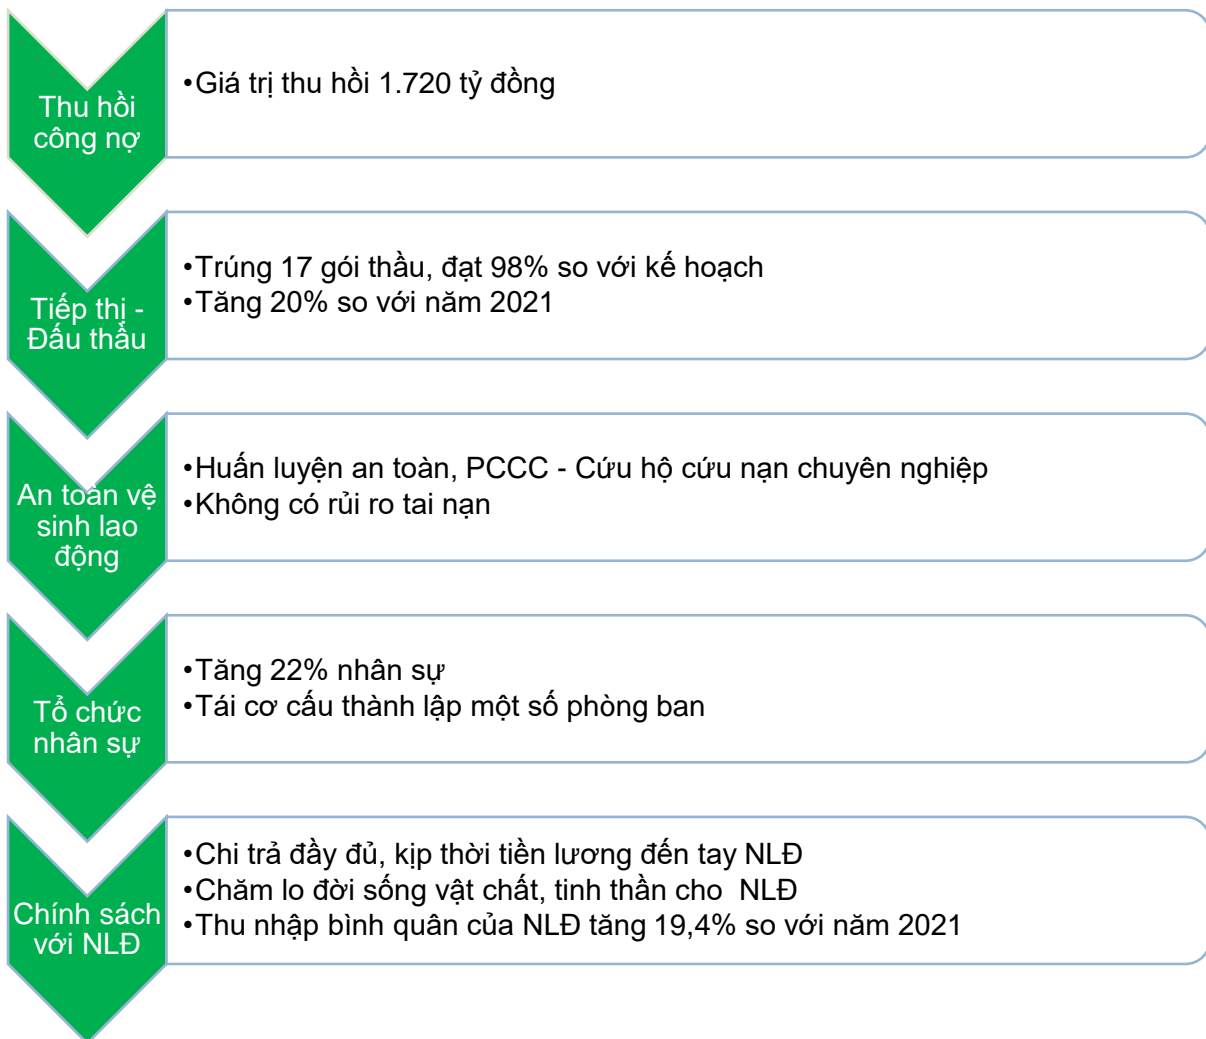 Thu hồi
công nợ
•Giá trị thu hồi 1.720 tỷ đồng
Tiếp thị -
Đấu thầu
•Trúng 17 gói thầu, đạt 98% so với kế hoạch
•Tăng 20% so với năm 2021
An toàn vệ
sinh lao
động
•Huấn luyện an toàn, PCCC - Cứu hộ cứu nạn chuyên nghiệp
•Không có rủi ro tai nạn
Tổ chức
nhân sự
•Tăng 22% nhân sự
•Tái cơ cấu thành lập một số phòng ban
Chính sách
với NLĐ
•Chi trả đầy đủ, kịp thời tiền lương đến tay NLĐ
•Chăm lo đời sống vật chất, tinh thần cho  NLĐ
•Thu nhập bình quân của NLĐ tăng 19,4% so với năm 2021